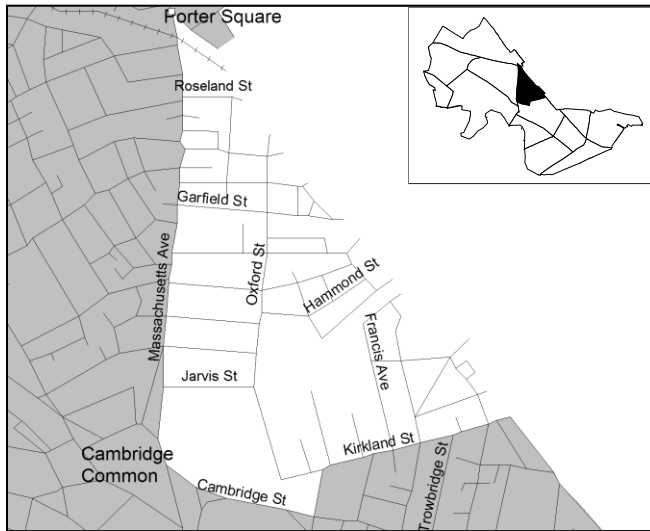 Porter Square
Roseland St
Garfield St
Massachusetts Ave
Oxford St
Hammond St
Francis Ave
Jarvis St
Kirkland St
Cambridge
Common
Cambridge St
Trowbridge St